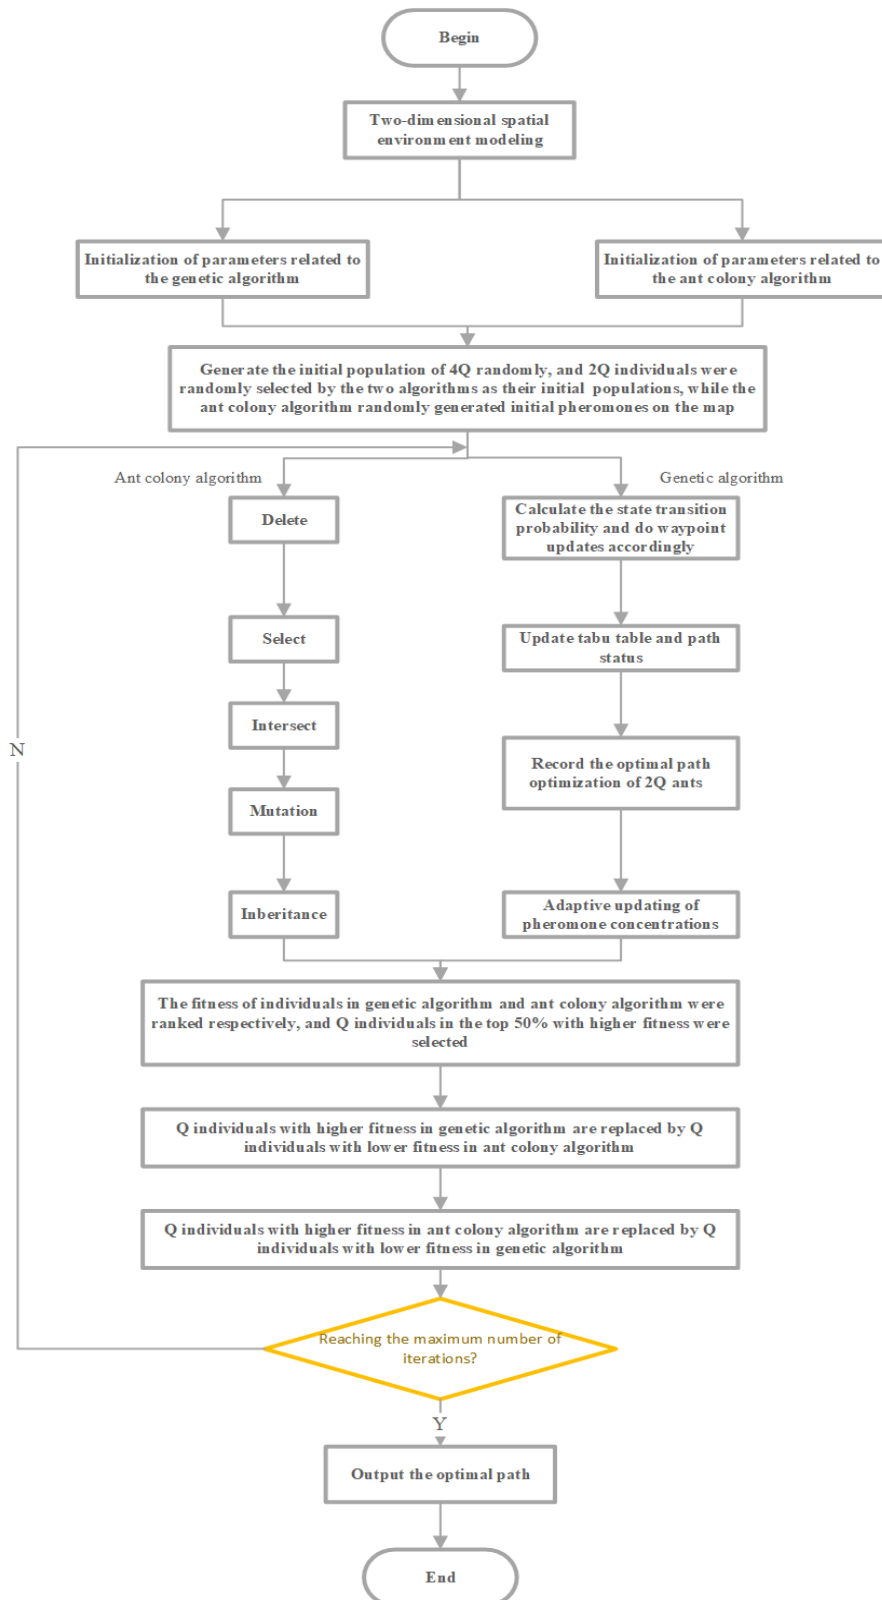 Begin
Two-dimensional spatial
environment modeling
Initialization of parameters related to
the genetic algorithm
Initialization of parameters related to
the ant colony algorithm
Generate the initial population of 4Q randomly, and 2Q individuals were
randomly selected by the two algorithms as their initial populations, while the
ant colony algorithm randomly generated initial pheromones on the map
Ant colony algorithm
Genetic algorithm
Delete
Calculate the state transition
probability and do waypoint
updates accordingly
Select
Update tabu table and path
status
Intersect
N
Record the optimal path
optimization of 2Q ants
Mutation
Inberitance
Adaptive updating of
pheromone concentrations
The fitness of individuals in genetic algorithm and ant colony algorithm were
ranked respectively, and Q individuals in the top 50% with higher fitness were
selected
Q individuals with higher fitness in genetic algorithm are replaced by Q
individuals with lower fitness in ant colony algorithm
Q individuals with higher fitness in ant colony algorithm are replaced by Q
individuals with lower fitness in genetic algorithm
Reaching the maximum number of
iterations?
Y
Output the optimal path
End